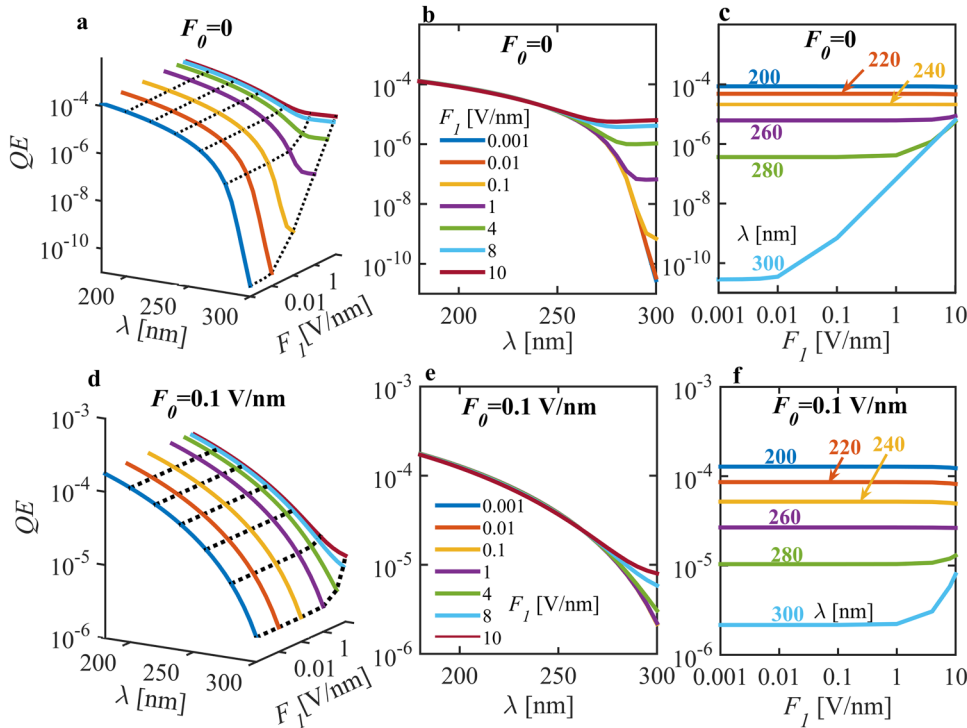 a
F₀=0
QE
10⁻⁴
10⁻⁶
10⁻⁸
10⁻¹⁰
200
250
300
λ [nm]
0.01
1
F₁ [V/nm]
b
F₀=0
10⁻⁴
10⁻⁶
10⁻⁸
10⁻¹⁰
F₁ [V/nm]
0.001
0.01
0.1
1
4
8
10
200
250
300
λ [nm]
c
F₀=0
200
220
240
260
280
λ [nm]
300
10⁻⁴
10⁻⁶
10⁻⁸
10⁻¹⁰
0.001
0.01
0.1
1
10
F₁ [V/nm]
d
F₀=0.1 V/nm
QE
10⁻³
10⁻⁴
10⁻⁵
10⁻⁶
200
250
300
λ [nm]
0.01
1
F₁ [V/nm]
e
F₀=0.1 V/nm
10⁻³
10⁻⁴
10⁻⁵
10⁻⁶
0.001
0.01
0.1
1
4
8
10
F₁ [V/nm]
200
250
300
λ [nm]
f
F₀=0.1 V/nm
10⁻³
10⁻⁴
10⁻⁵
10⁻⁶
200
220
240
260
280
300
λ [nm]
0.001
0.01
0.1
1
10
F₁ [V/nm]